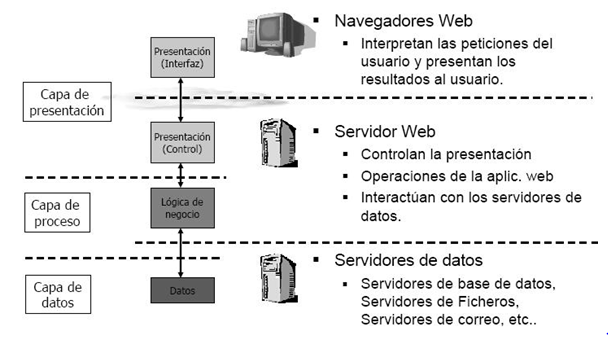 Capa de
presentación
Capa de
proceso
Capa de
datos
Presentación
(Interfaz)
Presentación
(Control)
Lógica de
negocio
Datos
Navegadores Web
Interpretan las peticiones del
usuario y presentan los
resultados al usuario.
Servidor Web
Controlan la presentación
Operaciones de la aplic. web
Interactúan con los servidores de
datos.
Servidores de datos
Servidores de base de datos,
Servidores de Ficheros,
Servidores de correo, etc..